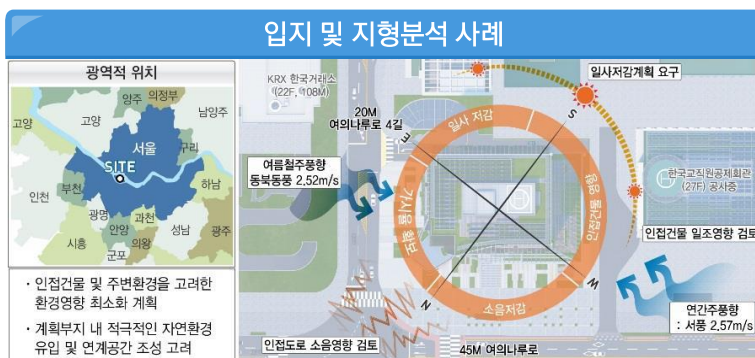 입지 및 지형분석 사례
광역적 위치
양주
의정부
고양
고양
남양주
서울
구리
SITE
인천
부천
하남
광명
과천
안양
성남
광주
시흥
의왕
군포
· 인접건물 및 주변환경을 고려한
환경영향 최소화 계획
· 계획부지 내 적극적인 자연환경
유입 및 연계공간 조성 고려
KRX 한국거래소
(22F, 108M)
20M
여의나루로 4길
일사저감계획 요구
일사 저감
E
S
여름철주풍향
동북동풍 2,52m/s
가시율 확보
인접건물 영향
한국교직원공제회관
(27F) 공사중
인접건물 일조영향 검토
N
W
소음저감
연간주풍향
: 서풍 2,57m/s
인접도로 소음영향 검토
45M 여의나루로